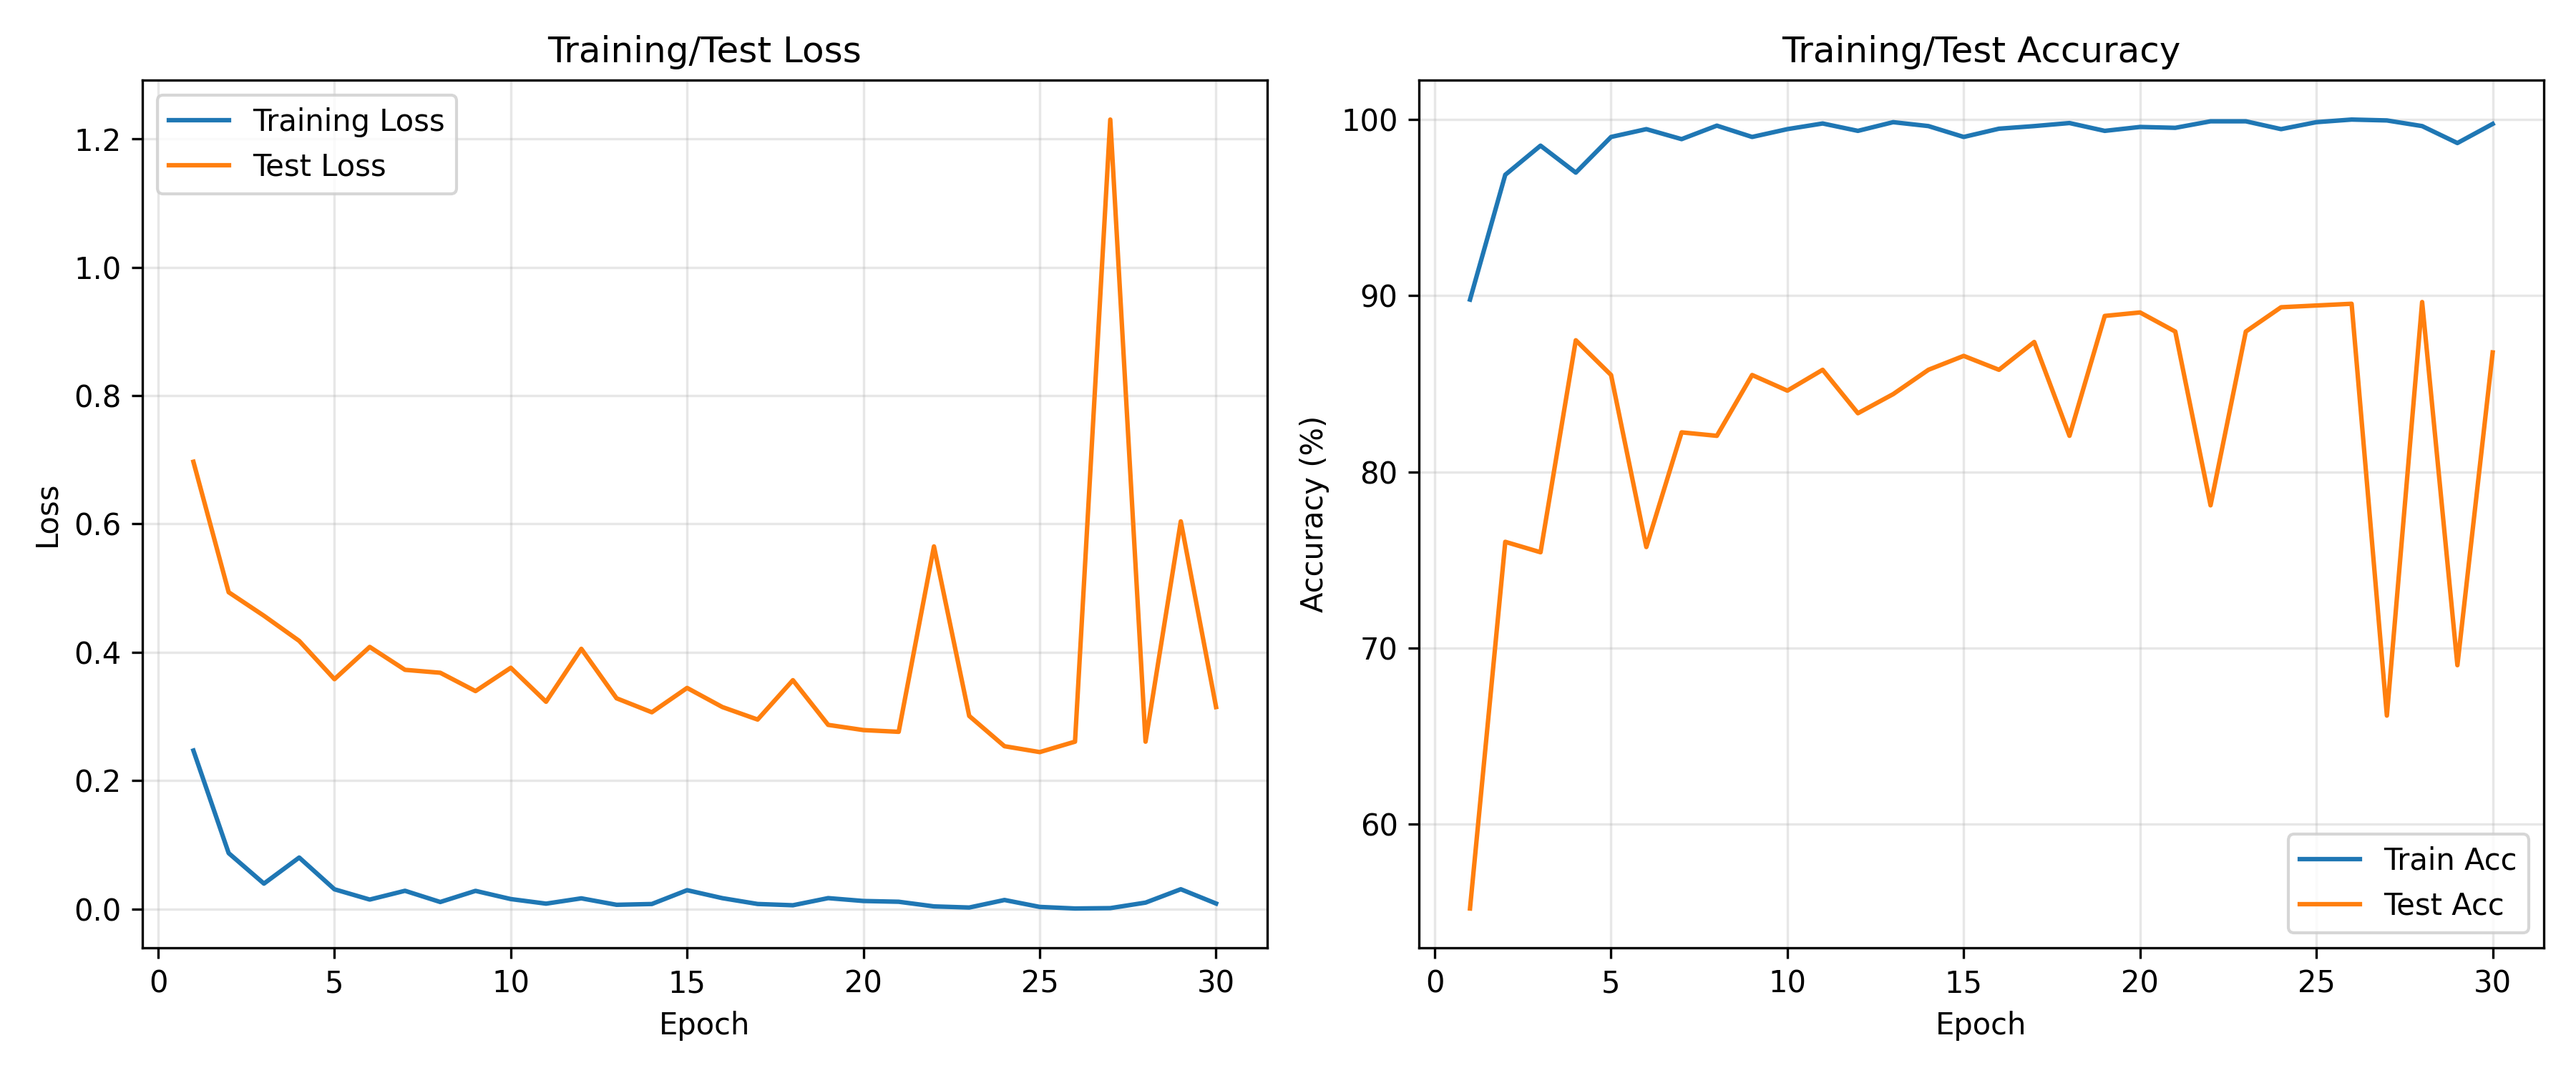 Training/Test Loss
Training Loss
Test Loss
1.2
1.0
0.8
0.6
0.4
0.2
0.0
Loss
0 5 10 15 20 25 30
Epoch
Training/Test Accuracy
100
90
80
70
60
Accuracy (%)
Train Acc
Test Acc
0 5 10 15 20 25 30
Epoch